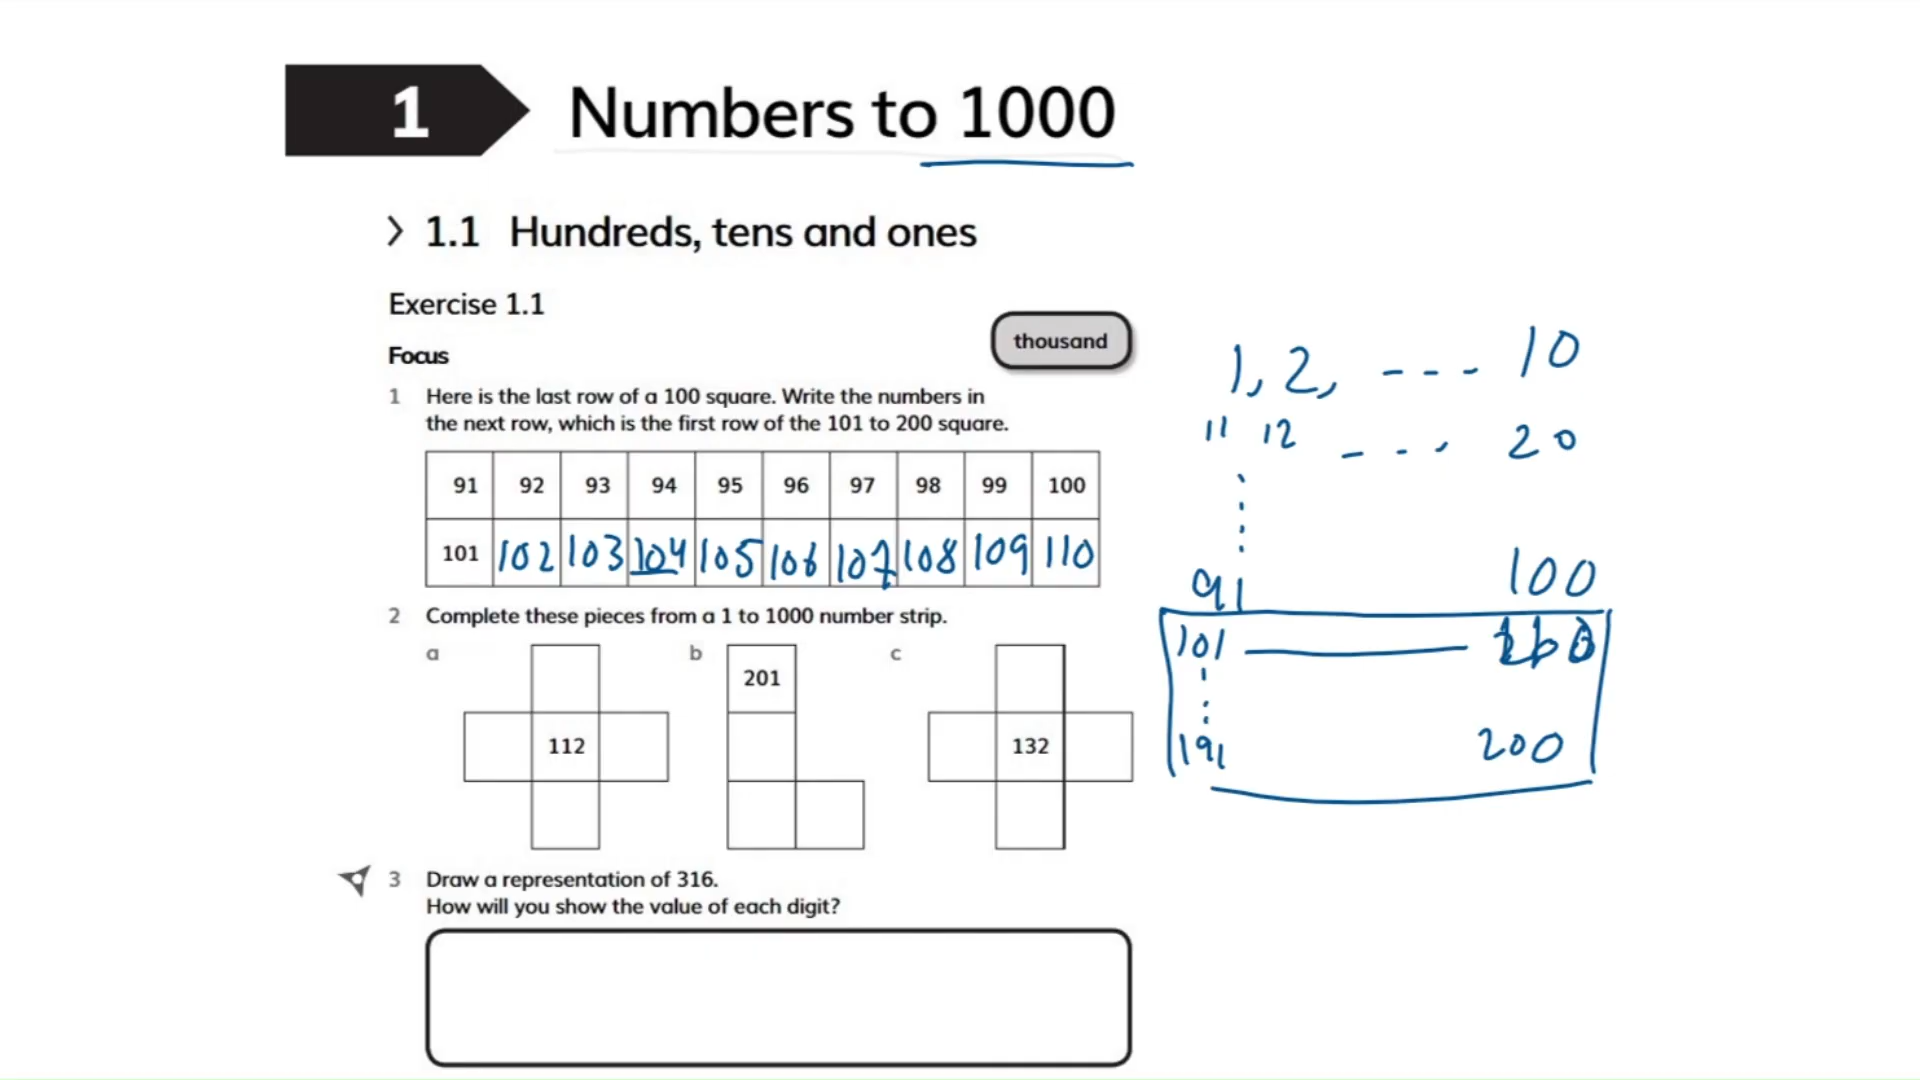 1 Numbers to 1000
1.1 Hundreds, tens and ones
Exercise 1.1
thousand
Focus
1 Here is the last row of a 100 square. Write the numbers in
the next row, which is the first row of the 101 to 200 square.
91 92 93 94 95 96 97 98 99 100
101 102 103 104 105 106 107 108 109 110
2 Complete these pieces from a 1 to 1000 number strip.
a b c
201
112 132
3 Draw a representation of 316.
How will you show the value of each digit?
1, 2, --- 10
11 12 --- 20
91 100
101
191 200